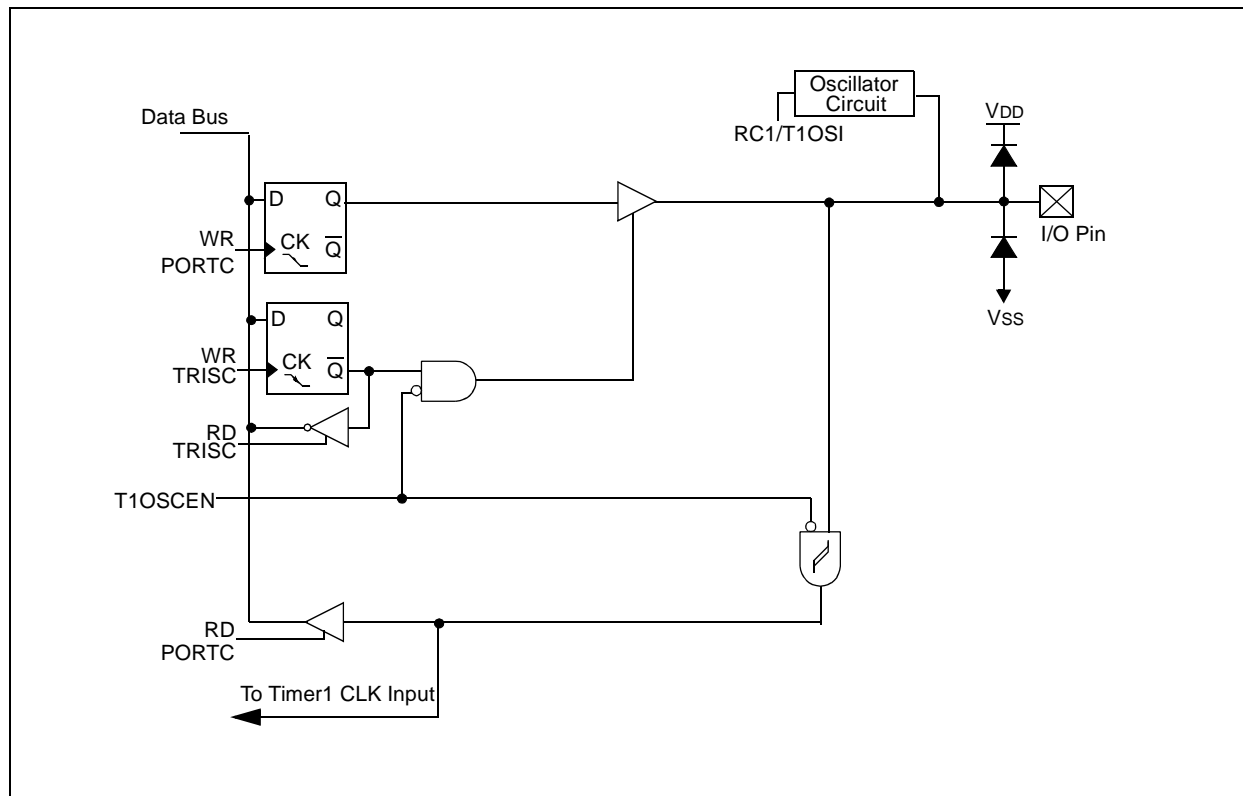 Oscillator
Circuit
RC1/T1OSI
VDD
Data Bus
D Q
CK Q̅
WR
PORTC
I/O Pin
VSS
D Q
CK Q̅
WR
TRISC
RD
TRISC
T1OSCEN
RD
PORTC
To Timer1 CLK Input